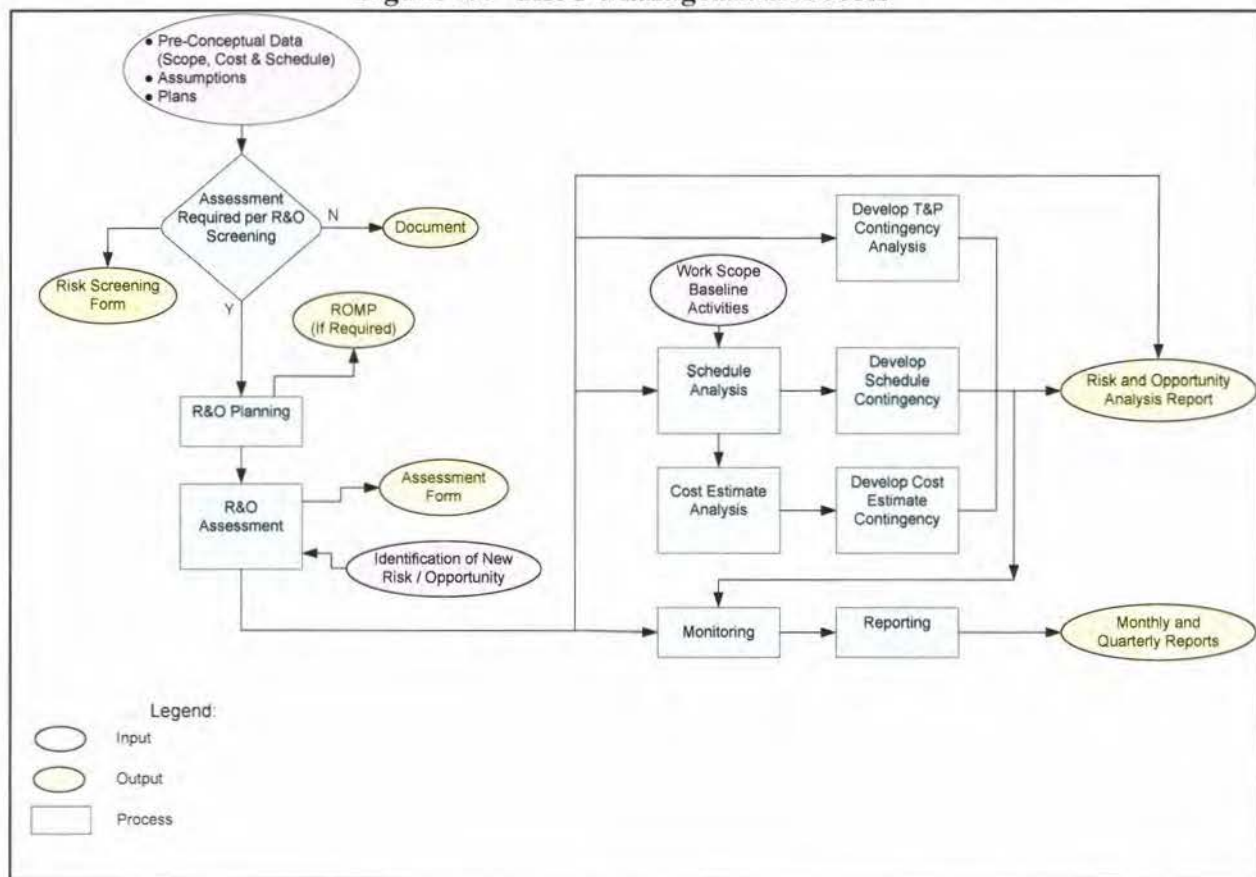 ● Pre-Conceptual Data
(Scope, Cost & Schedule)
● Assumptions
● Plans
Assessment
Required per R&O
Screening
N
Document
Risk Screening
Form
Y
ROMP
(If Required)
R&O Planning
R&O
Assessment
Assessment
Form
Identification of New
Risk / Opportunity
Develop T&P
Contingency
Analysis
Work Scope
Baseline
Activities
Schedule
Analysis
Develop
Schedule
Contingency
Risk and Opportunity
Analysis Report
Cost Estimate
Analysis
Develop Cost
Estimate
Contingency
Monitoring
Reporting
Monthly and
Quarterly Reports
Legend:
Input
Output
Process